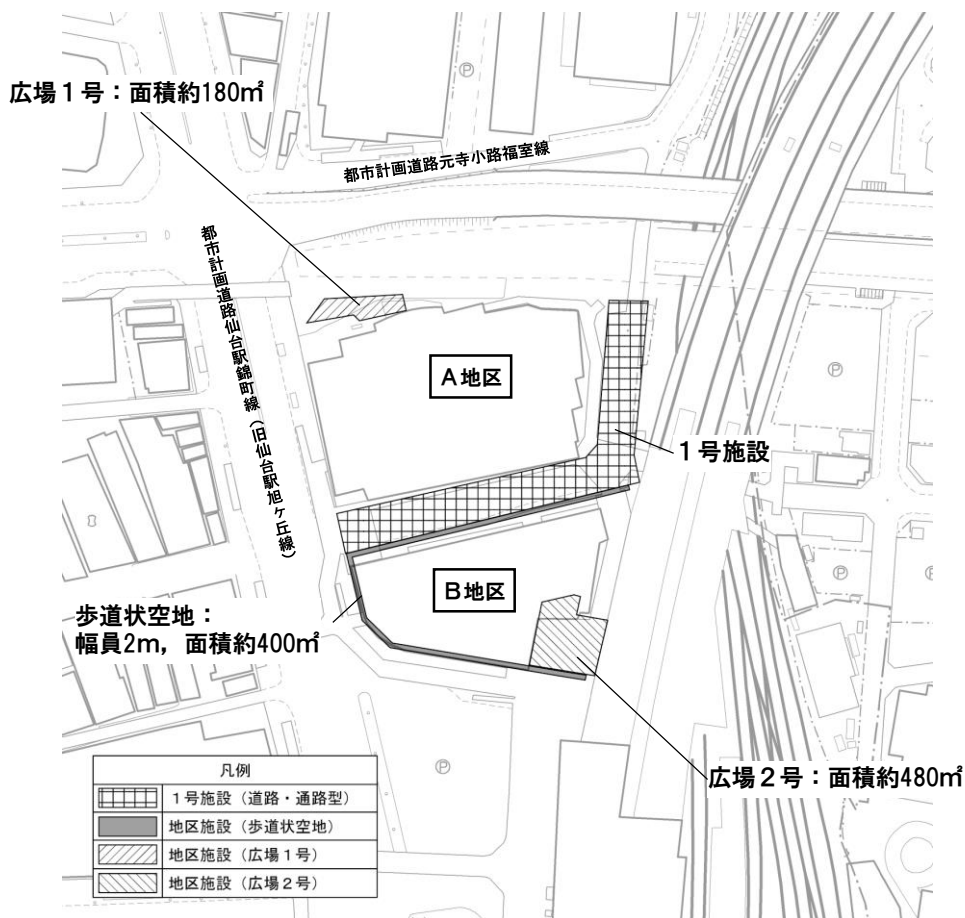 広場１号：面積約180㎡
都市計画道路元寺小路福室線
都市計画道路仙台駅錦町線（旧仙台駅旭ヶ丘線）
A地区
１号施設
B地区
歩道状空地：
幅員2m，面積約400㎡
広場２号：面積約480㎡
凡例
１号施設（道路・通路型）
地区施設（歩道状空地）
地区施設（広場１号）
地区施設（広場２号）
Ⓟ
Ⓟ
Ⓟ
Ⓟ
Ⓟ